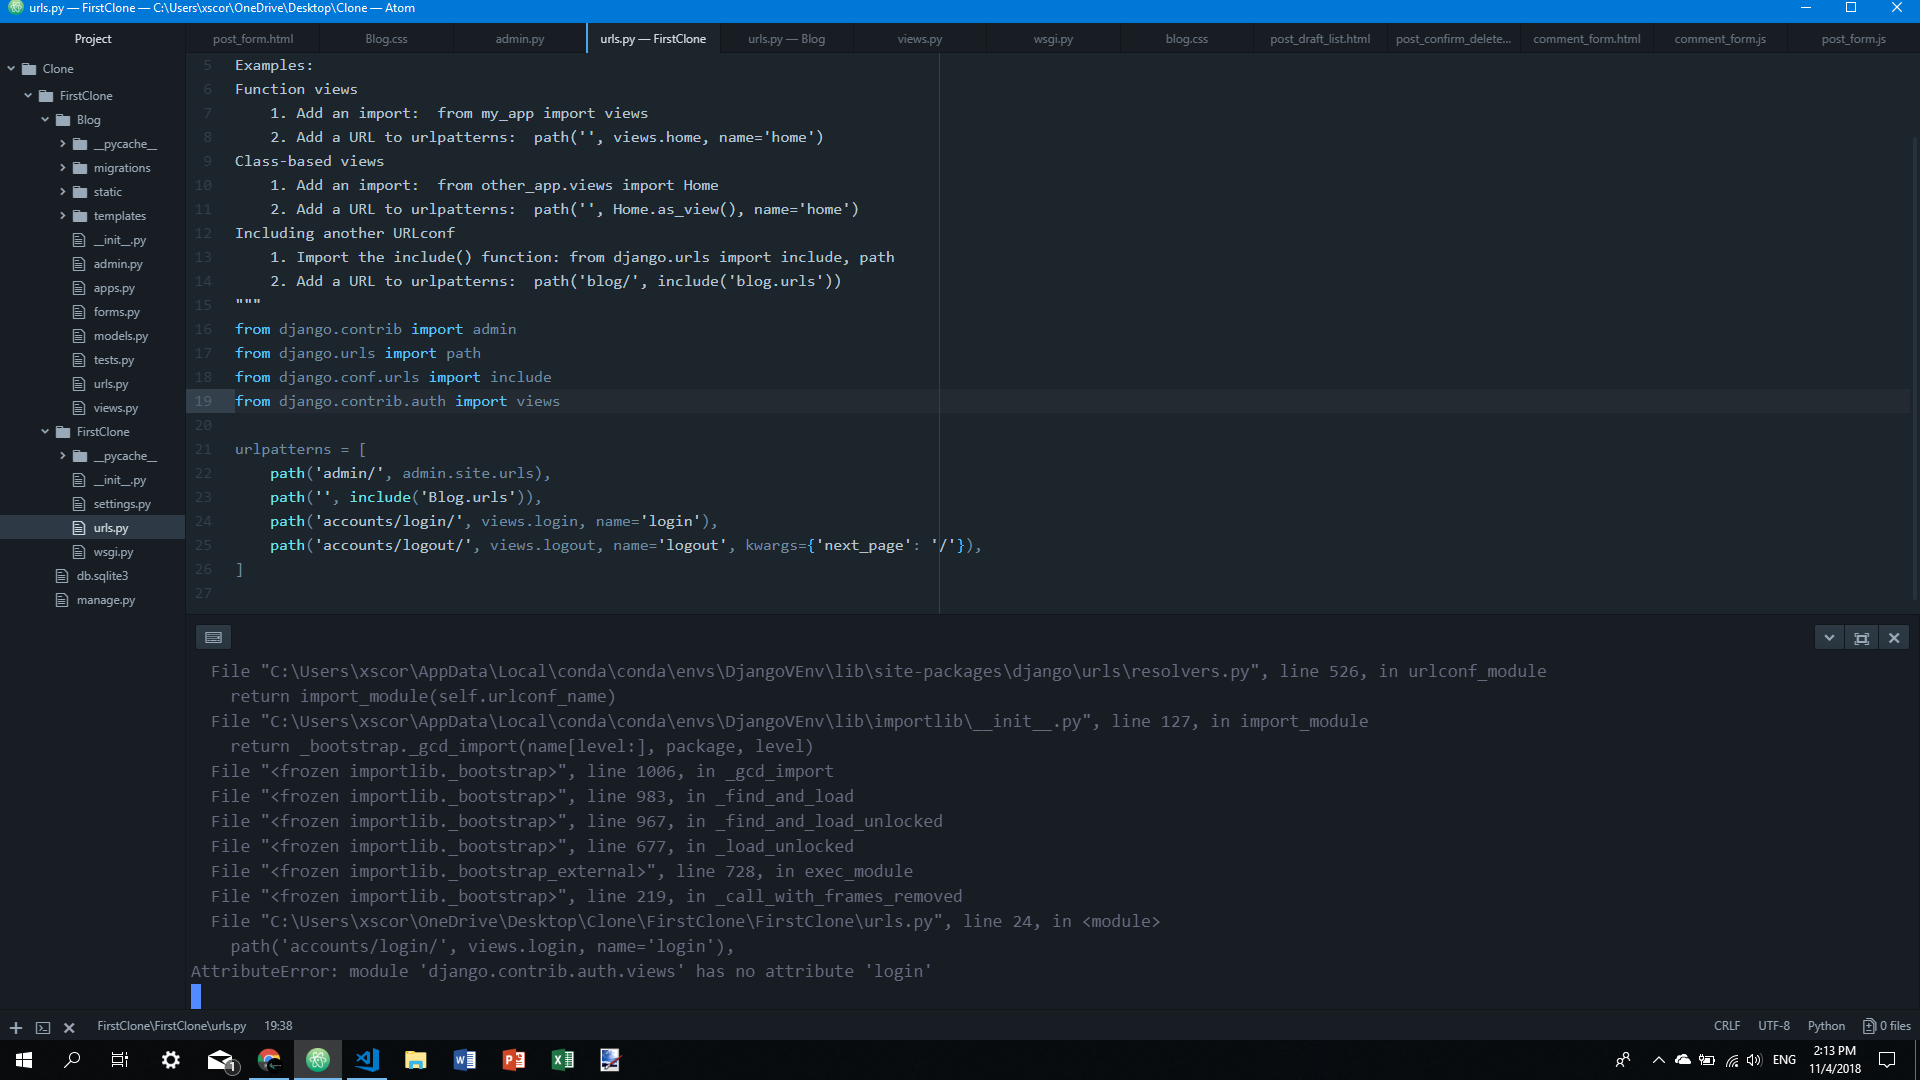 urls.py — FirstClone — C:\Users\xscor\OneDrive\Desktop\Clone — Atom
Project
post_form.html
Blog.css
admin.py
urls.py — FirstClone
urls.py — Blog
views.py
wsgi.py
blog.css
post_draft_list.html
post_confirm_delete...
comment_form.html
comment_form.js
post_form.js
Clone
FirstClone
Blog
__pycache__
migrations
static
templates
__init__.py
admin.py
apps.py
forms.py
models.py
tests.py
urls.py
views.py
FirstClone
__pycache__
__init__.py
settings.py
urls.py
wsgi.py
db.sqlite3
manage.py
5 Examples:
6 Function views
7     1. Add an import:  from my_app import views
8     2. Add a URL to urlpatterns:  path('', views.home, name='home')
9 Class-based views
10     1. Add an import:  from other_app.views import Home
11     2. Add a URL to urlpatterns:  path('', Home.as_view(), name='home')
12 Including another URLconf
13     1. Import the include() function: from django.urls import include, path
14     2. Add a URL to urlpatterns:  path('blog/', include('blog.urls'))
15 """
16 from django.contrib import admin
17 from django.urls import path
18 from django.conf.urls import include
19 from django.contrib.auth import views
20
21 urlpatterns = [
22     path('admin/', admin.site.urls),
23     path('', include('Blog.urls')),
24     path('accounts/login/', views.login, name='login'),
25     path('accounts/logout/', views.logout, name='logout', kwargs={'next_page': '/'}),
26 ]
27
File "C:\Users\xscor\AppData\Local\conda\conda\envs\DjangoVEnv\lib\site-packages\django\urls\resolvers.py", line 526, in urlconf_module
return import_module(self.urlconf_name)
File "C:\Users\xscor\AppData\Local\conda\conda\envs\DjangoVEnv\lib\importlib\__init__.py", line 127, in import_module
return _bootstrap._gcd_import(name[level:], package, level)
File "<frozen importlib._bootstrap>", line 1006, in _gcd_import
File "<frozen importlib._bootstrap>", line 983, in _find_and_load
File "<frozen importlib._bootstrap>", line 967, in _find_and_load_unlocked
File "<frozen importlib._bootstrap>", line 677, in _load_unlocked
File "<frozen importlib._bootstrap_external>", line 728, in exec_module
File "<frozen importlib._bootstrap>", line 219, in _call_with_frames_removed
File "C:\Users\xscor\OneDrive\Desktop\Clone\FirstClone\FirstClone\urls.py", line 24, in <module>
path('accounts/login/', views.login, name='login'),
AttributeError: module 'django.contrib.auth.views' has no attribute 'login'
FirstClone\FirstClone\urls.py 19:38
CRLF UTF-8 Python 0 files
1
ENG
2:13 PM
11/4/2018